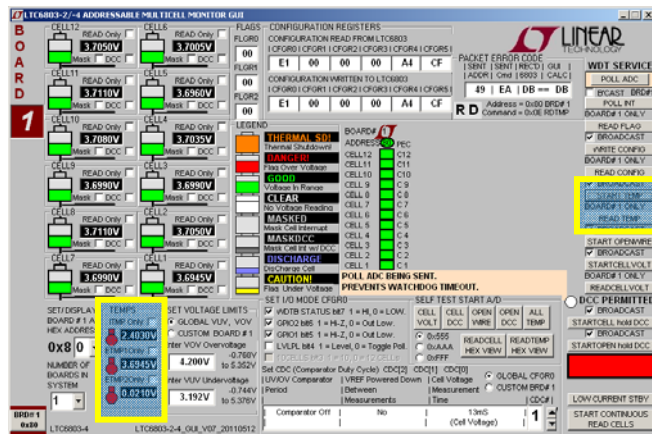 LTC6803-2/-4 ADDRESSABLE MULTICELL MONITOR GUI
BOARD
1
CELL12
READ Only
3.7050V
Mask DCC
CELL6
READ Only
3.7005V
Mask DCC
CELL11
READ Only
3.7110V
Mask DCC
CELL5
READ Only
3.6960V
Mask DCC
CELL10
READ Only
3.7080V
Mask DCC
CELL4
READ Only
3.7035V
Mask DCC
CELL9
READ Only
3.6990V
Mask DCC
CELL3
READ Only
3.6990V
Mask DCC
CELL8
READ Only
3.7110V
Mask DCC
CELL2
READ Only
3.7050V
Mask DCC
CELL7
READ Only
3.6990V
Mask DCC
CELL1
READ Only
3.6945V
Mask DCC
FLAGS
FLGR0
00
FLGR1
00
FLGR2
00
CONFIGURATION REGISTERS
CONFIGURATION READ FROM LTC6803
|CFGR0|CFGR1 |CFGR2|CFGR3|CFGR4|CFGR5|
E1 00 00 00 A4 CF
CONFIGURATION WRITTEN TO LTC6803
|CFGR0|CFGR1 |CFGR2|CFGR3|CFGR4|CFGR5|
E1 00 00 00 A4 CF
LINEAR
TECHNOLOGY
PACKET ERROR CODE
|SENT |SENT |RECD| GUI |
|ADDR | Cmd | 6803 | CALC|
49 | EA | DB == DB
RD
Address = 0x80 BRD#1
Command = 0x0E RDTMP
LEGEND
THERMAL SD!
Thermal Shutdown!
DANGER!
Flag Over Voltage
GOOD
Voltage In Range
CLEAR
No Voltage Reading
MASKED
Mask Cell Interrupt
MASKDCC
Mask Cell Int w/ DCC
DISCHARGE
DisCharge Cell
CAUTION!
Flag Under Voltage
BOARD# 1
ADDRESS PEC
CELL12 C12
CELL11 C11
CELL10 C10
CELL 9 C 9
CELL 8 C 8
CELL 7 C 7
CELL 6 C 6
CELL 5 C 5
CELL 4 C 4
CELL 3 C 3
CELL 2 C 2
CELL 1 C 1
POLL ADC BEING SENT.
PREVENTS WATCHDOG TIMEOUT.
WDT SERVICE
POLL ADC
B'CAST BRD#
POLL INT
BOARD# 1 ONLY
READ FLAG
BROADCAST
WRITE CONFIG
BOARD# 1 ONLY
READ CONFIG
BROADCAST
START TEMP
BOARD# 1 ONLY
READ TEMP
BROADCAST
START OPENWIRE
BROADCAST
STARTCELLVOLT
BOARD# 1 ONLY
READCELLVOLT
DCC PERMITTED
BROADCAST
STARTCELL hold DCC
BROADCAST
STARTOPEN hold DCC
LOW CURRENT STBY
START CONTINUOUS
READ CELLS
SET/DISPLAY
BOARD # 1 A
HEX ADDRESS
0x8 0
NUMBER OF
BOARDS IN
SYSTEM
1
TEMPS
ITMP Only
2.4030V
ETMP1Only
3.6945V
ETMP2Only
0.0210V
SET VOLTAGE LIMITS
GLOBAL VUV, VOV
CUSTOM BOARD # 1
nter VOV Overvoltage
4.200V
-0.760V
to 5.352V
nter VUV Undervoltage
3.192V
-0.744V
to 5.376V
SET I/O MODE CFGR0
WDTB STATUS bit7 = 1 = HI, 0 = LOW.
GPIO2 bit6 = 1 = H-Z, 0 = Out Low.
GPIO1 bit5 = 1 = H-Z, 0 = Out Low.
LVLPL bit4 = 1 = Level, 0 = Toggle Poll.
SELF TEST START A/D
CELL VOLT
CELL DCC
OPEN WIRE
OPEN DCC
ALL TEMP
1
0x555
0xAAA
0xFFF
READCELL HEX VIEW
READTEMP HEX VIEW
Set CDC (Comparator Duty Cycle) CDC[2] CDC[1] CDC[0]
|UV/OV Comparator |VREF Powered Down |Cell Voltage
|Period |Between |Measurement
Measurements |Time |CDC#|
GLOBAL CFGR0
CUSTOM BRD# 1
Comparator Off | No | 13mS (Cell Voltage) | 1
BRD# 1
0x80
LTC6803-4
LTC6803-2_4_GUI_V07_20110512